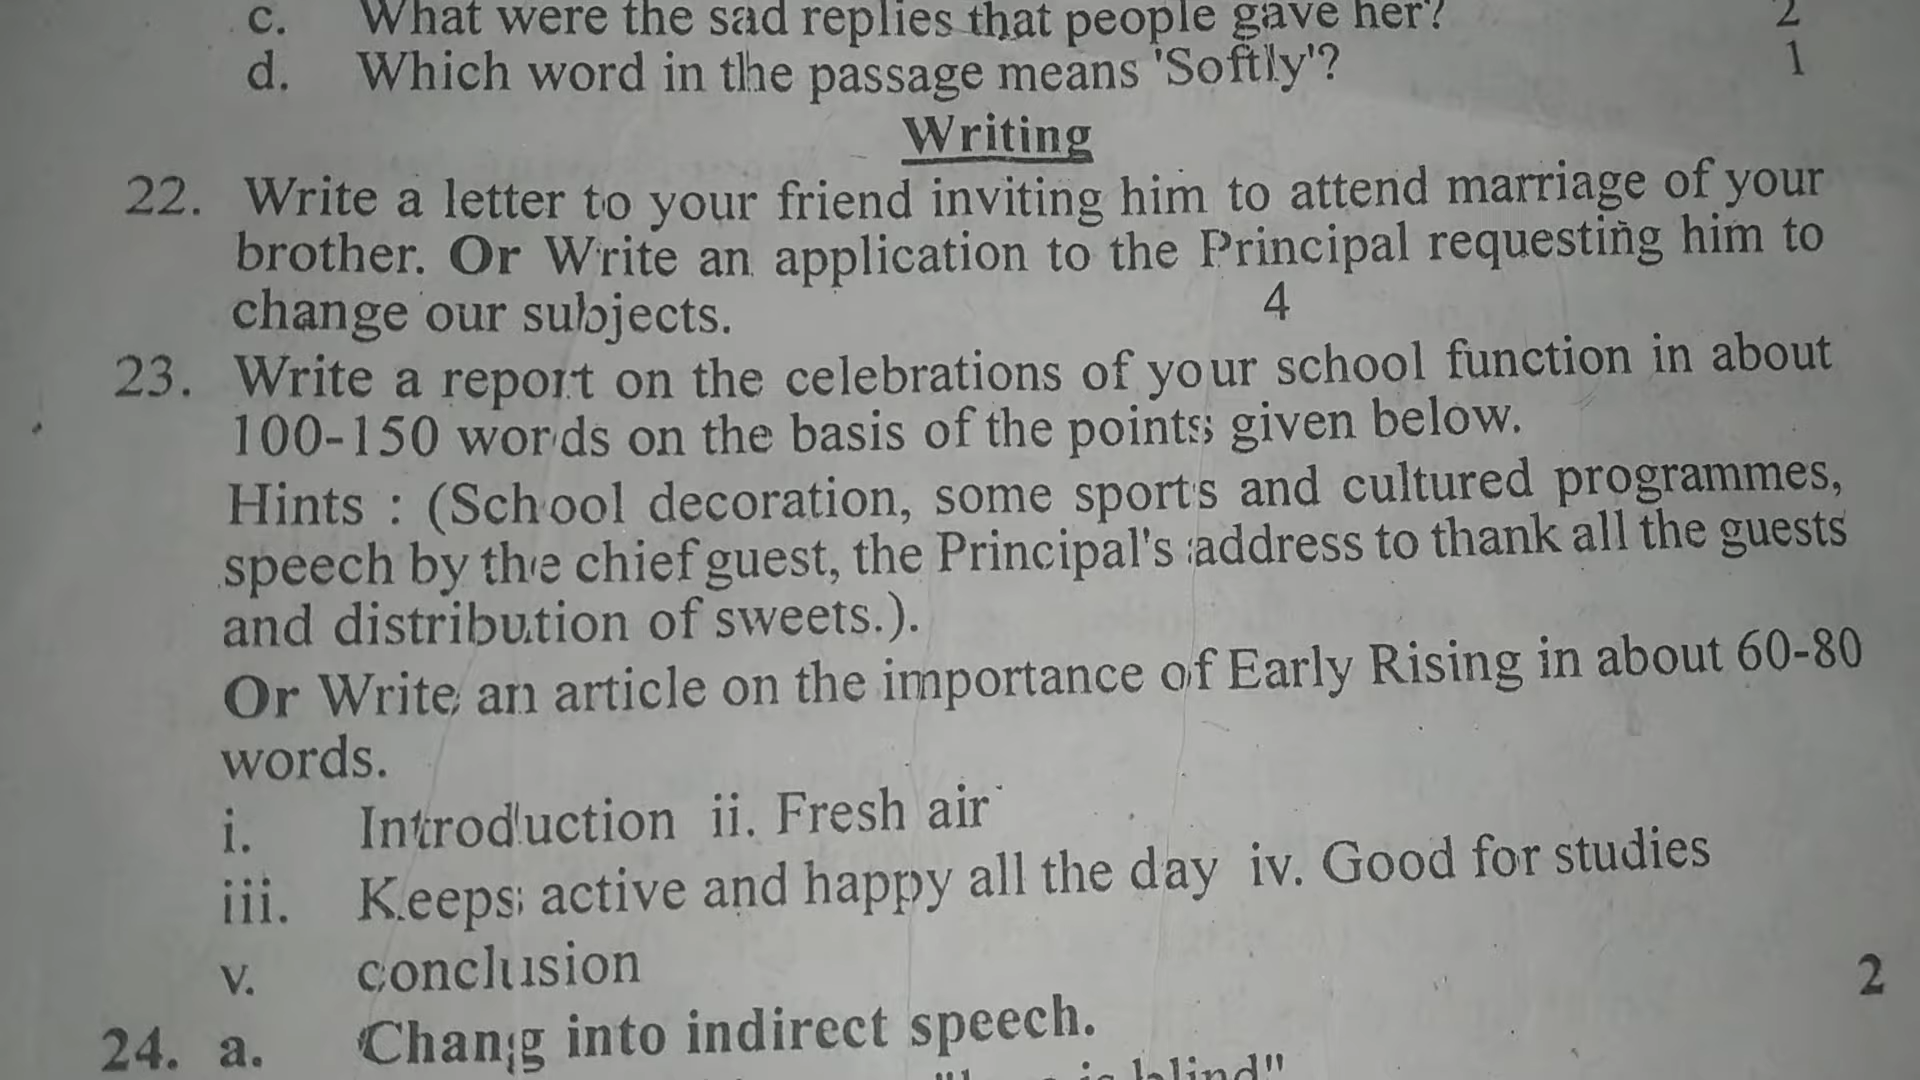 c. What were the sad replies that people gave her? 2
d. Which word in the passage means 'Softly'? 1
Writing
22. Write a letter to your friend inviting him to attend marriage of your
brother. Or Write an application to the Principal requesting him to
change our subjects. 4
23. Write a report on the celebrations of your school function in about
100-150 words on the basis of the points given below.
Hints : (School decoration, some sports and cultured programmes,
speech by the chief guest, the Principal's address to thank all the guests
and distribution of sweets.).
Or Write an article on the importance of Early Rising in about 60-80
words.
i. Introduction ii. Fresh air
iii. Keeps active and happy all the day iv. Good for studies
v. conclusion 2
24. a. Chang into indirect speech.
is blind"